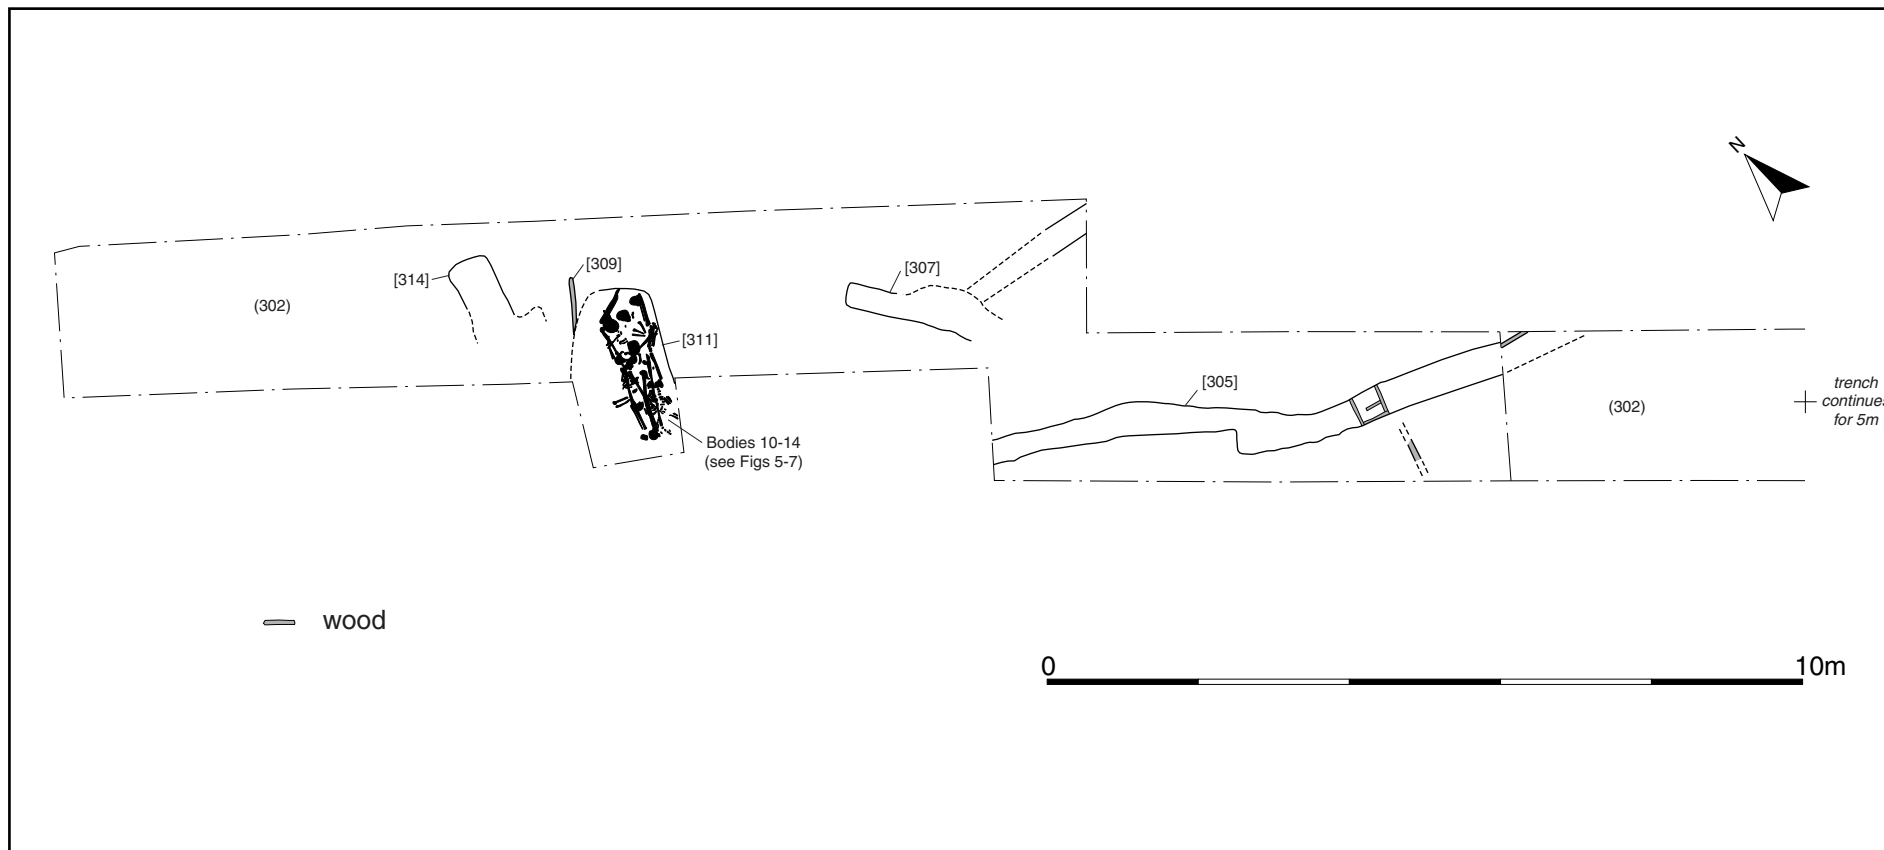 N
[309]
[307]
[314]
(302)
[311]
[305]
trench
continues
for 5m
(302)
Bodies 10-14
(see Figs 5-7)
wood
0
10m